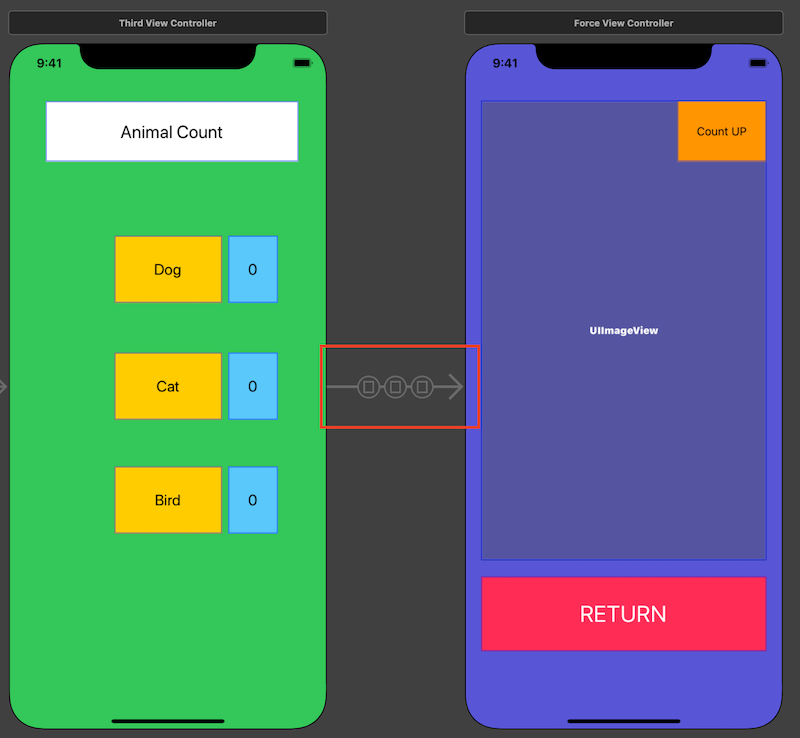 Third View Controller
Force View Controller
9:41
9:41
Animal Count
Count UP
Dog
0
UIImageView
Cat
0
Bird
0
RETURN